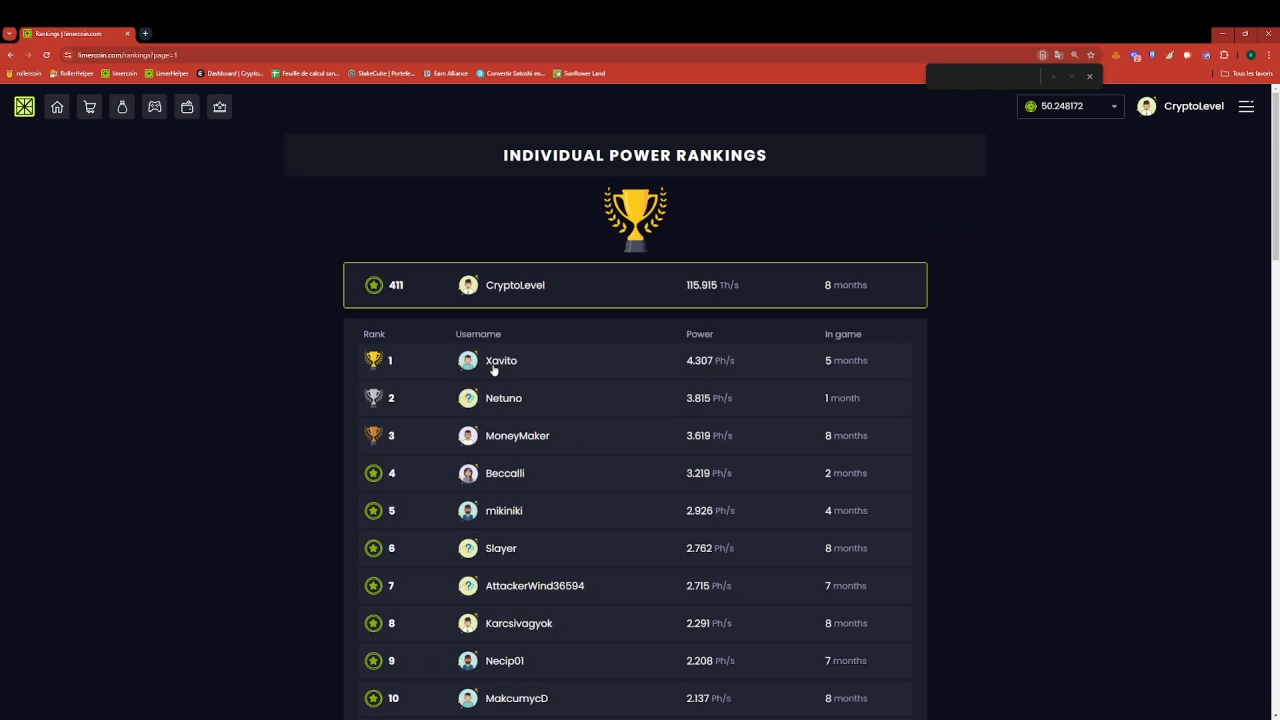 Rankings | limercoin.com
limercoin.com/rankings?page=1
rollercoin RollerHelper limercoin LimerHelper Dashboard | Crypto... Feuille de calcul san... StakeCube | Portele... Earn Alliance Convertir Satoshi en... Sunflower Land Tous les favoris
50.248172 CryptoLevel
INDIVIDUAL POWER RANKINGS
411 CryptoLevel 115.915 Th/s 8 months
Rank Username Power In game
1 Xavito 4.307 Ph/s 5 months
2 Netuno 3.815 Ph/s 1 month
3 MoneyMaker 3.619 Ph/s 8 months
4 Beccalli 3.219 Ph/s 2 months
5 mikiniki 2.926 Ph/s 4 months
6 Slayer 2.762 Ph/s 8 months
7 AttackerWind36594 2.715 Ph/s 7 months
8 Karcsivagyok 2.291 Ph/s 8 months
9 Necip01 2.208 Ph/s 7 months
10 MakcumycD 2.137 Ph/s 8 months